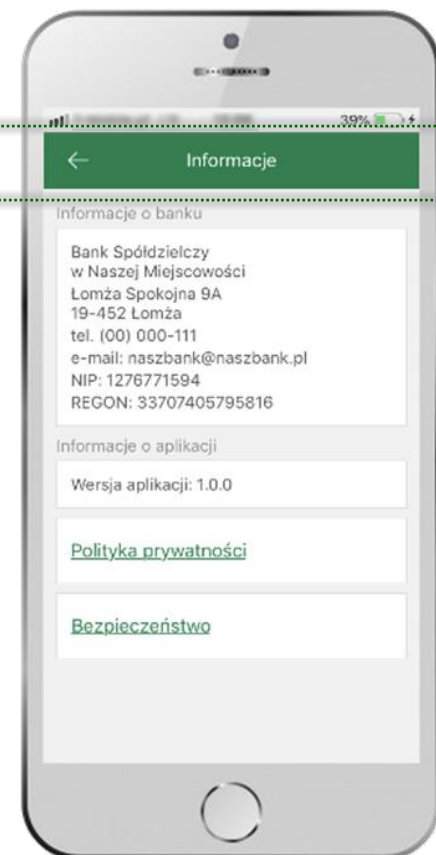 39%
Informacje
Informacje o banku
Bank Spółdzielczy
w Naszej Miejscowości
Łomża Spokojna 9A
19-452 Łomża
tel. (00) 000-111
e-mail: naszbank@naszbank.pl
NIP: 1276771594
REGON: 33707405795816
Informacje o aplikacji
Wersja aplikacji: 1.0.0
Polityka prywatności
Bezpieczeństwo